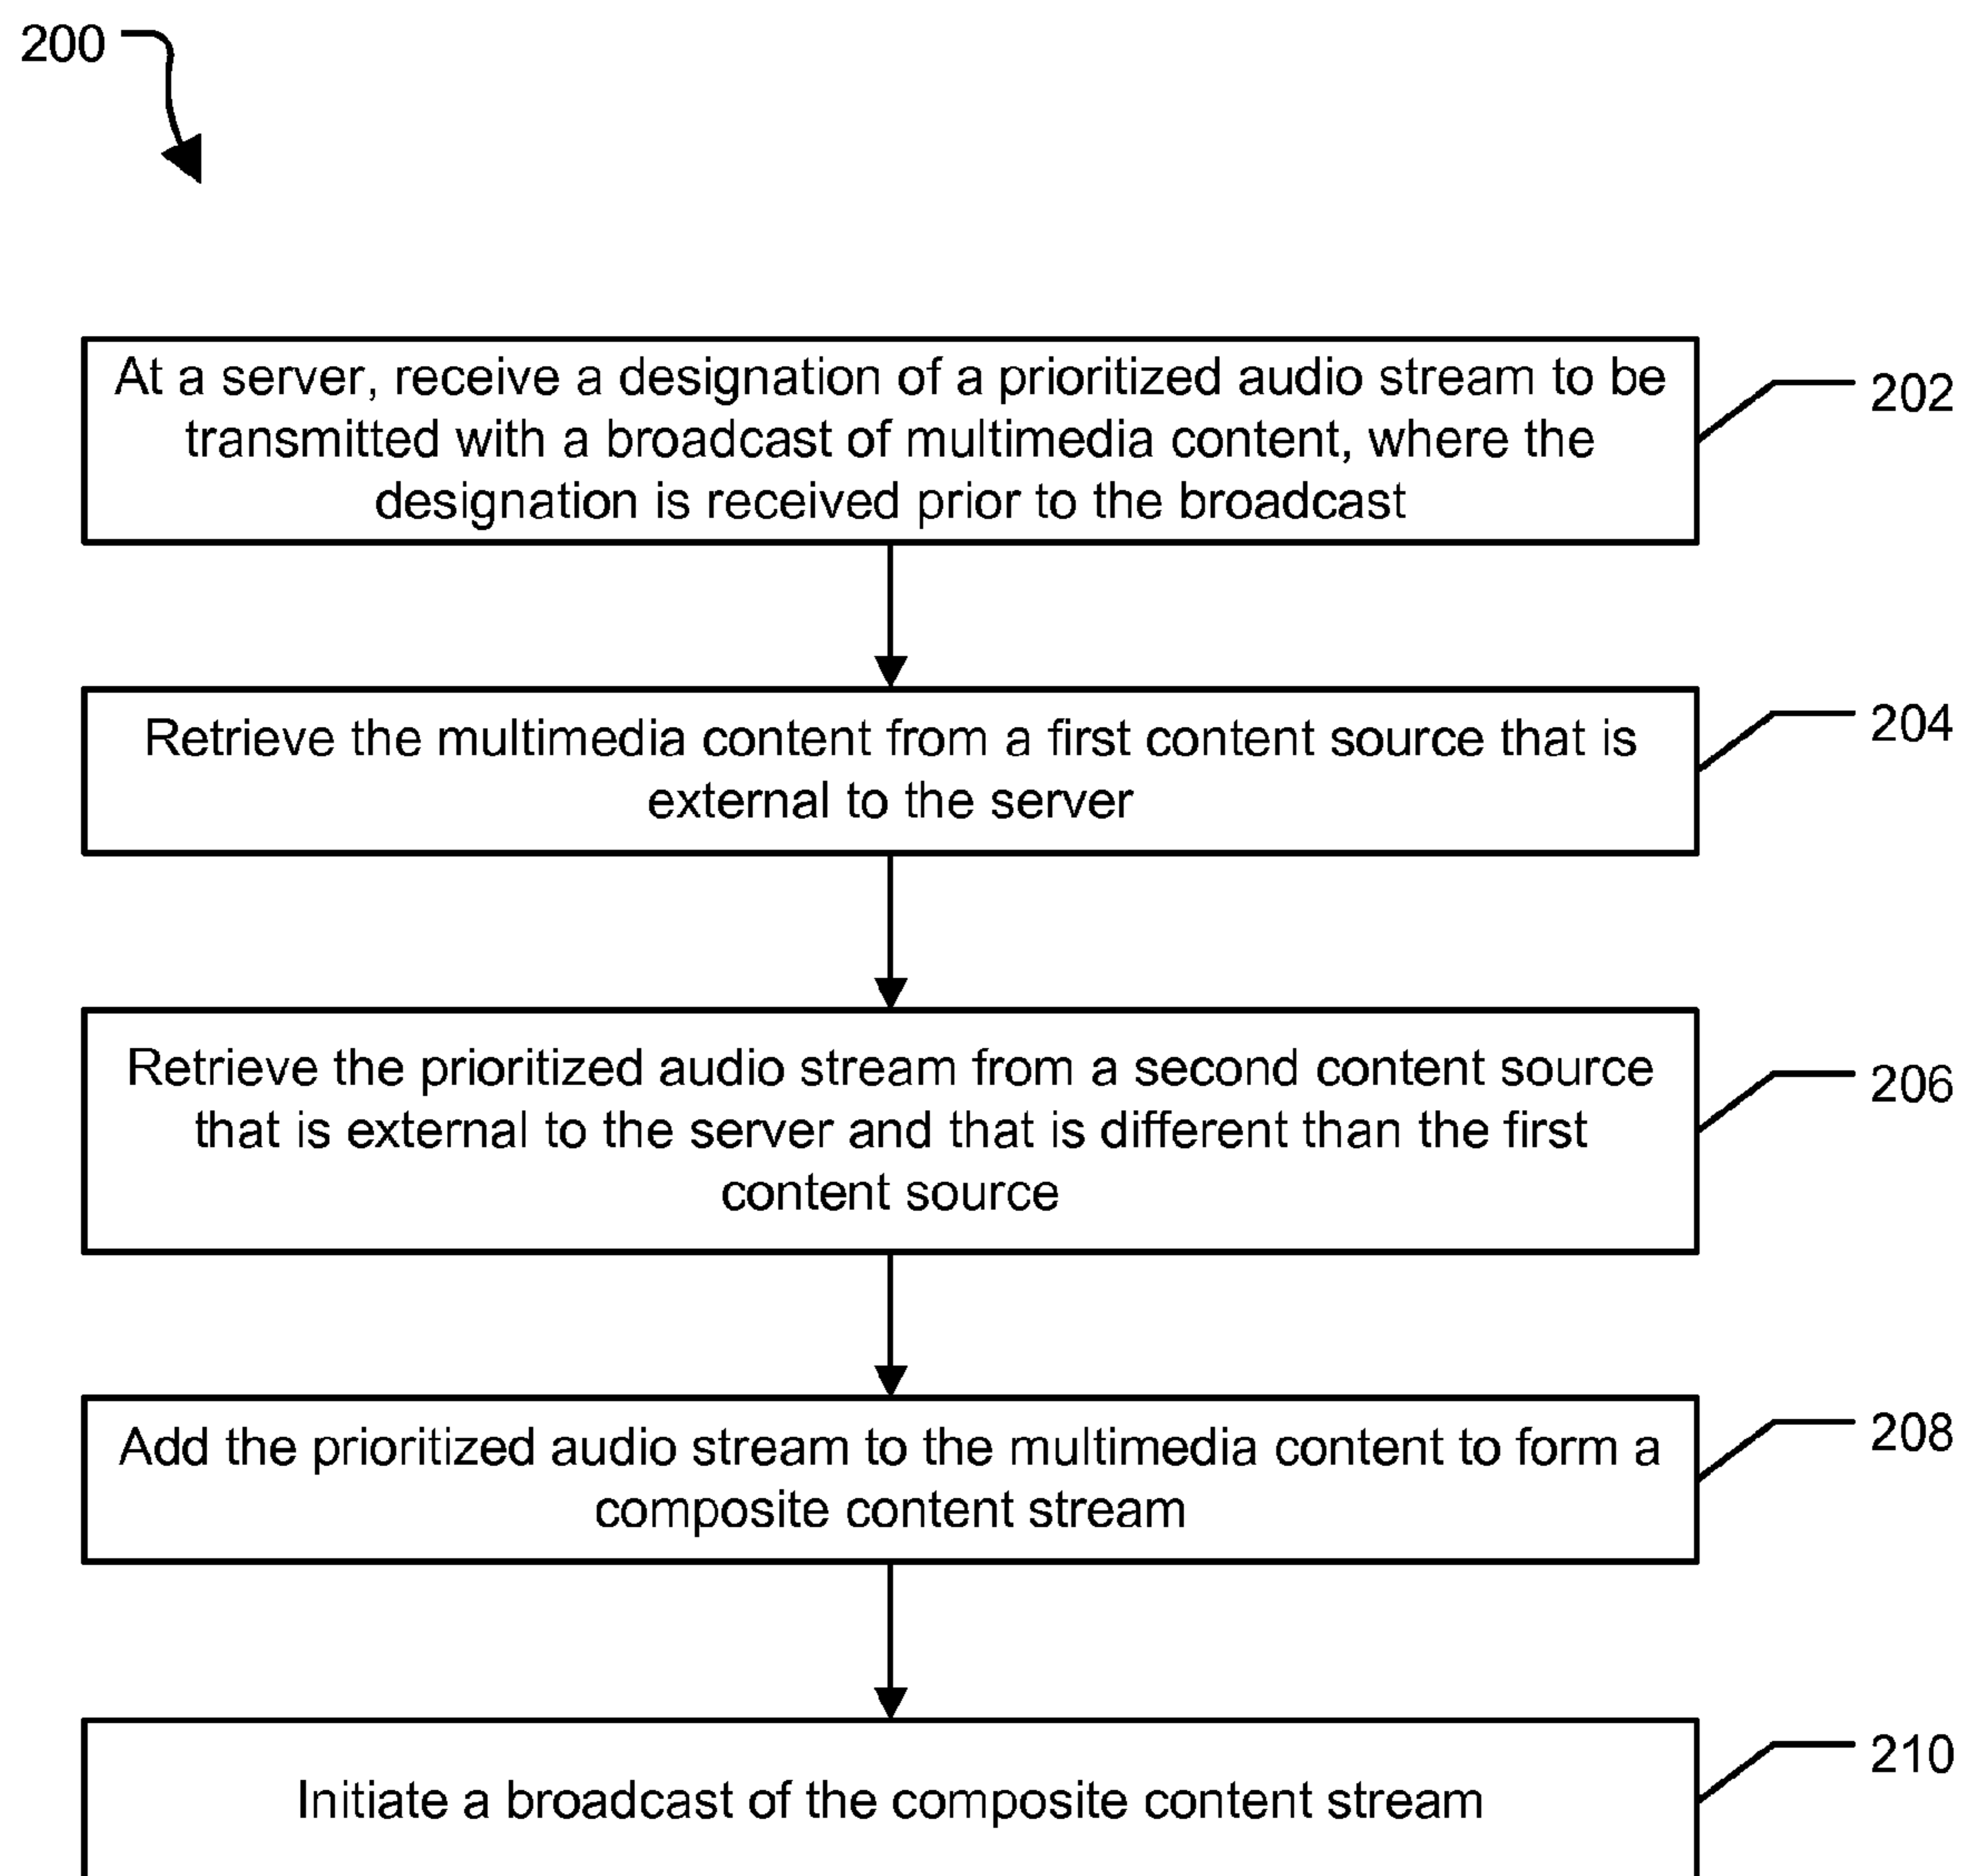 200
At a server, receive a designation of a prioritized audio stream to be
transmitted with a broadcast of multimedia content, where the
designation is received prior to the broadcast
202
Retrieve the multimedia content from a first content source that is
external to the server
204
Retrieve the prioritized audio stream from a second content source
that is external to the server and that is different than the first
content source
206
Add the prioritized audio stream to the multimedia content to form a
composite content stream
208
Initiate a broadcast of the composite content stream
210